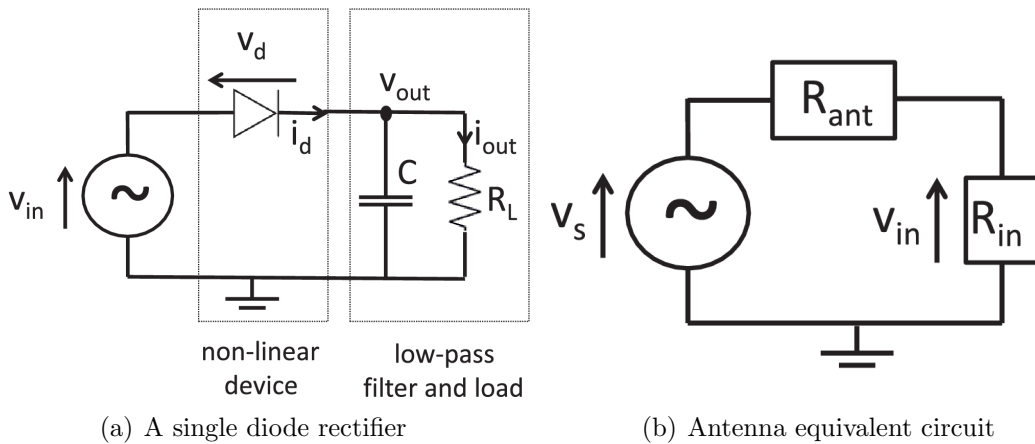 v_d
v_out
i_d
i_out
v_in
~
C
R_L
non-linear
device
low-pass
filter and load
(a) A single diode rectifier
R_ant
v_s
~
v_in
R_in
(b) Antenna equivalent circuit